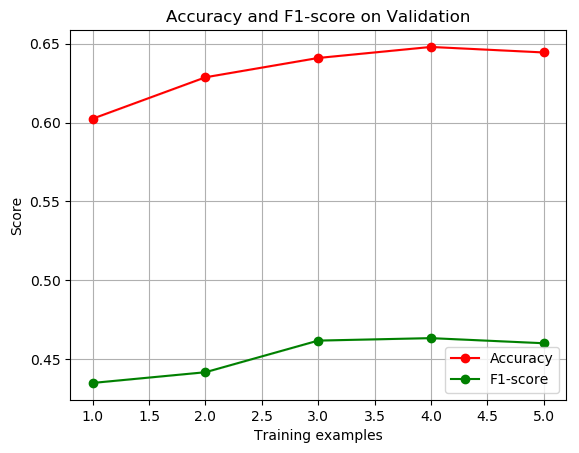 Accuracy and F1-score on Validation
0.65
0.60
0.55
0.50
0.45
Score
1.0 1.5 2.0 2.5 3.0 3.5 4.0 4.5 5.0
Training examples
Accuracy
F1-score